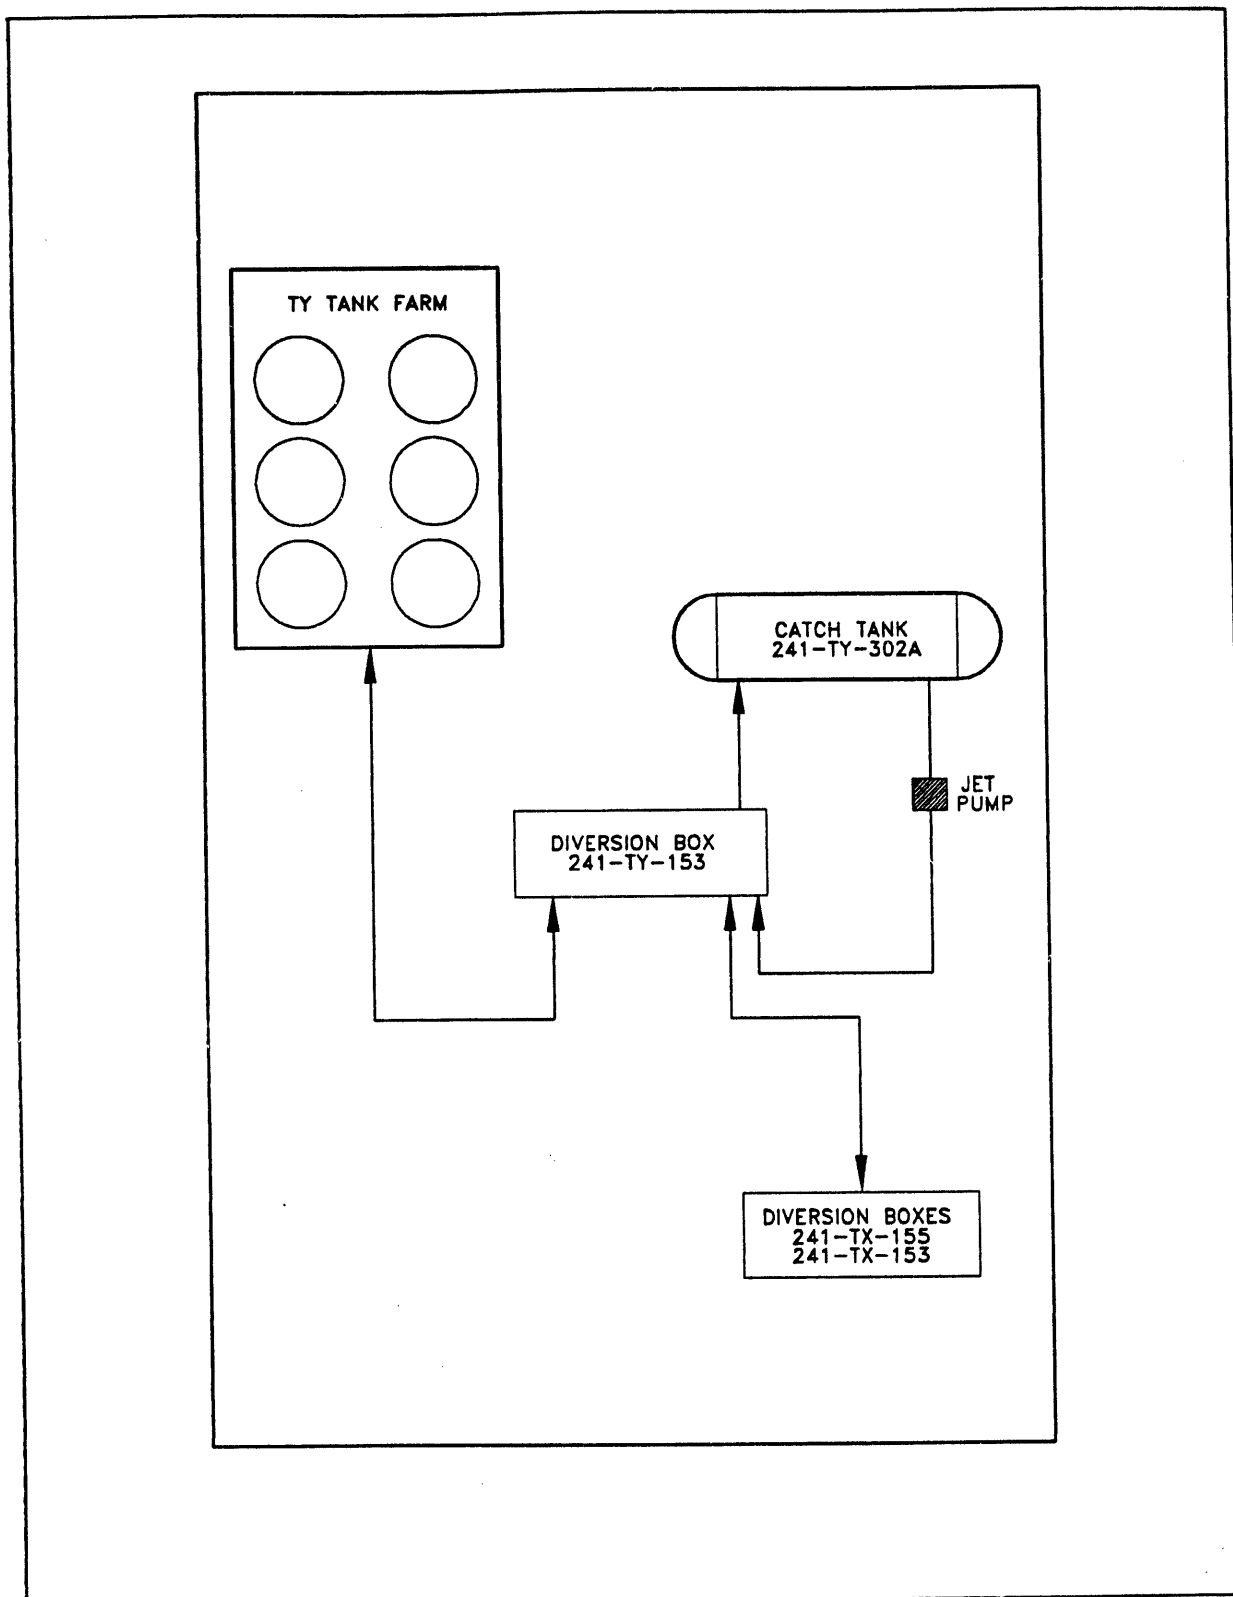 TY TANK FARM
CATCH TANK
241-TY-302A
JET
PUMP
DIVERSION BOX
241-TY-153
DIVERSION BOXES
241-TX-155
241-TX-153